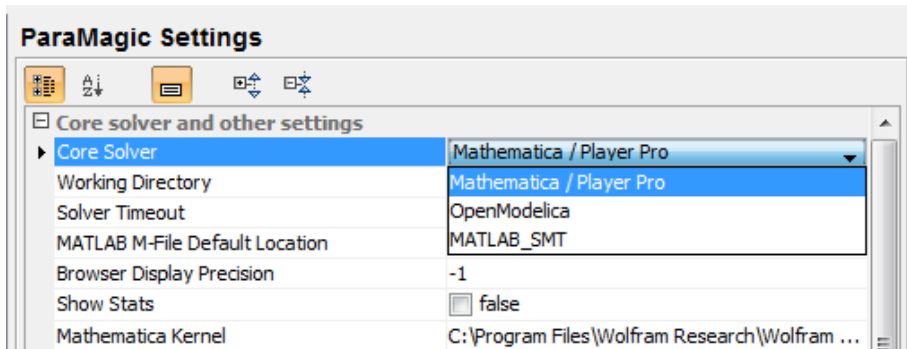 ParaMagic Settings
A
Z
Core solver and other settings
Core Solver Mathematica / Player Pro
Working Directory Mathematica / Player Pro
Solver Timeout OpenModelica
MATLAB M-File Default Location MATLAB_SMT
Browser Display Precision -1
Show Stats false
Mathematica Kernel C:\Program Files\Wolfram Research\Wolfram ...